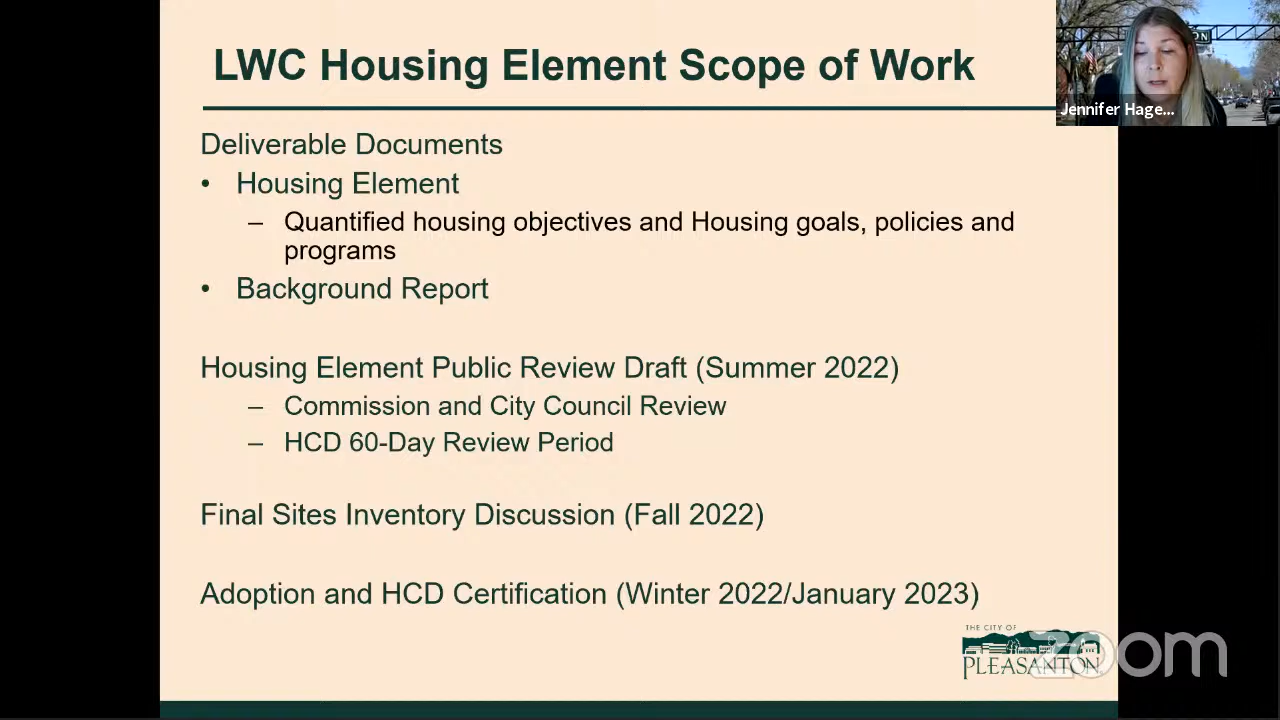 LWC Housing Element Scope of Work
Jennifer Hage...
Deliverable Documents
• Housing Element
– Quantified housing objectives and Housing goals, policies and
programs
• Background Report
Housing Element Public Review Draft (Summer 2022)
– Commission and City Council Review
– HCD 60-Day Review Period
Final Sites Inventory Discussion (Fall 2022)
Adoption and HCD Certification (Winter 2022/January 2023)
THE CITY OF
PLEASANTON
zoom